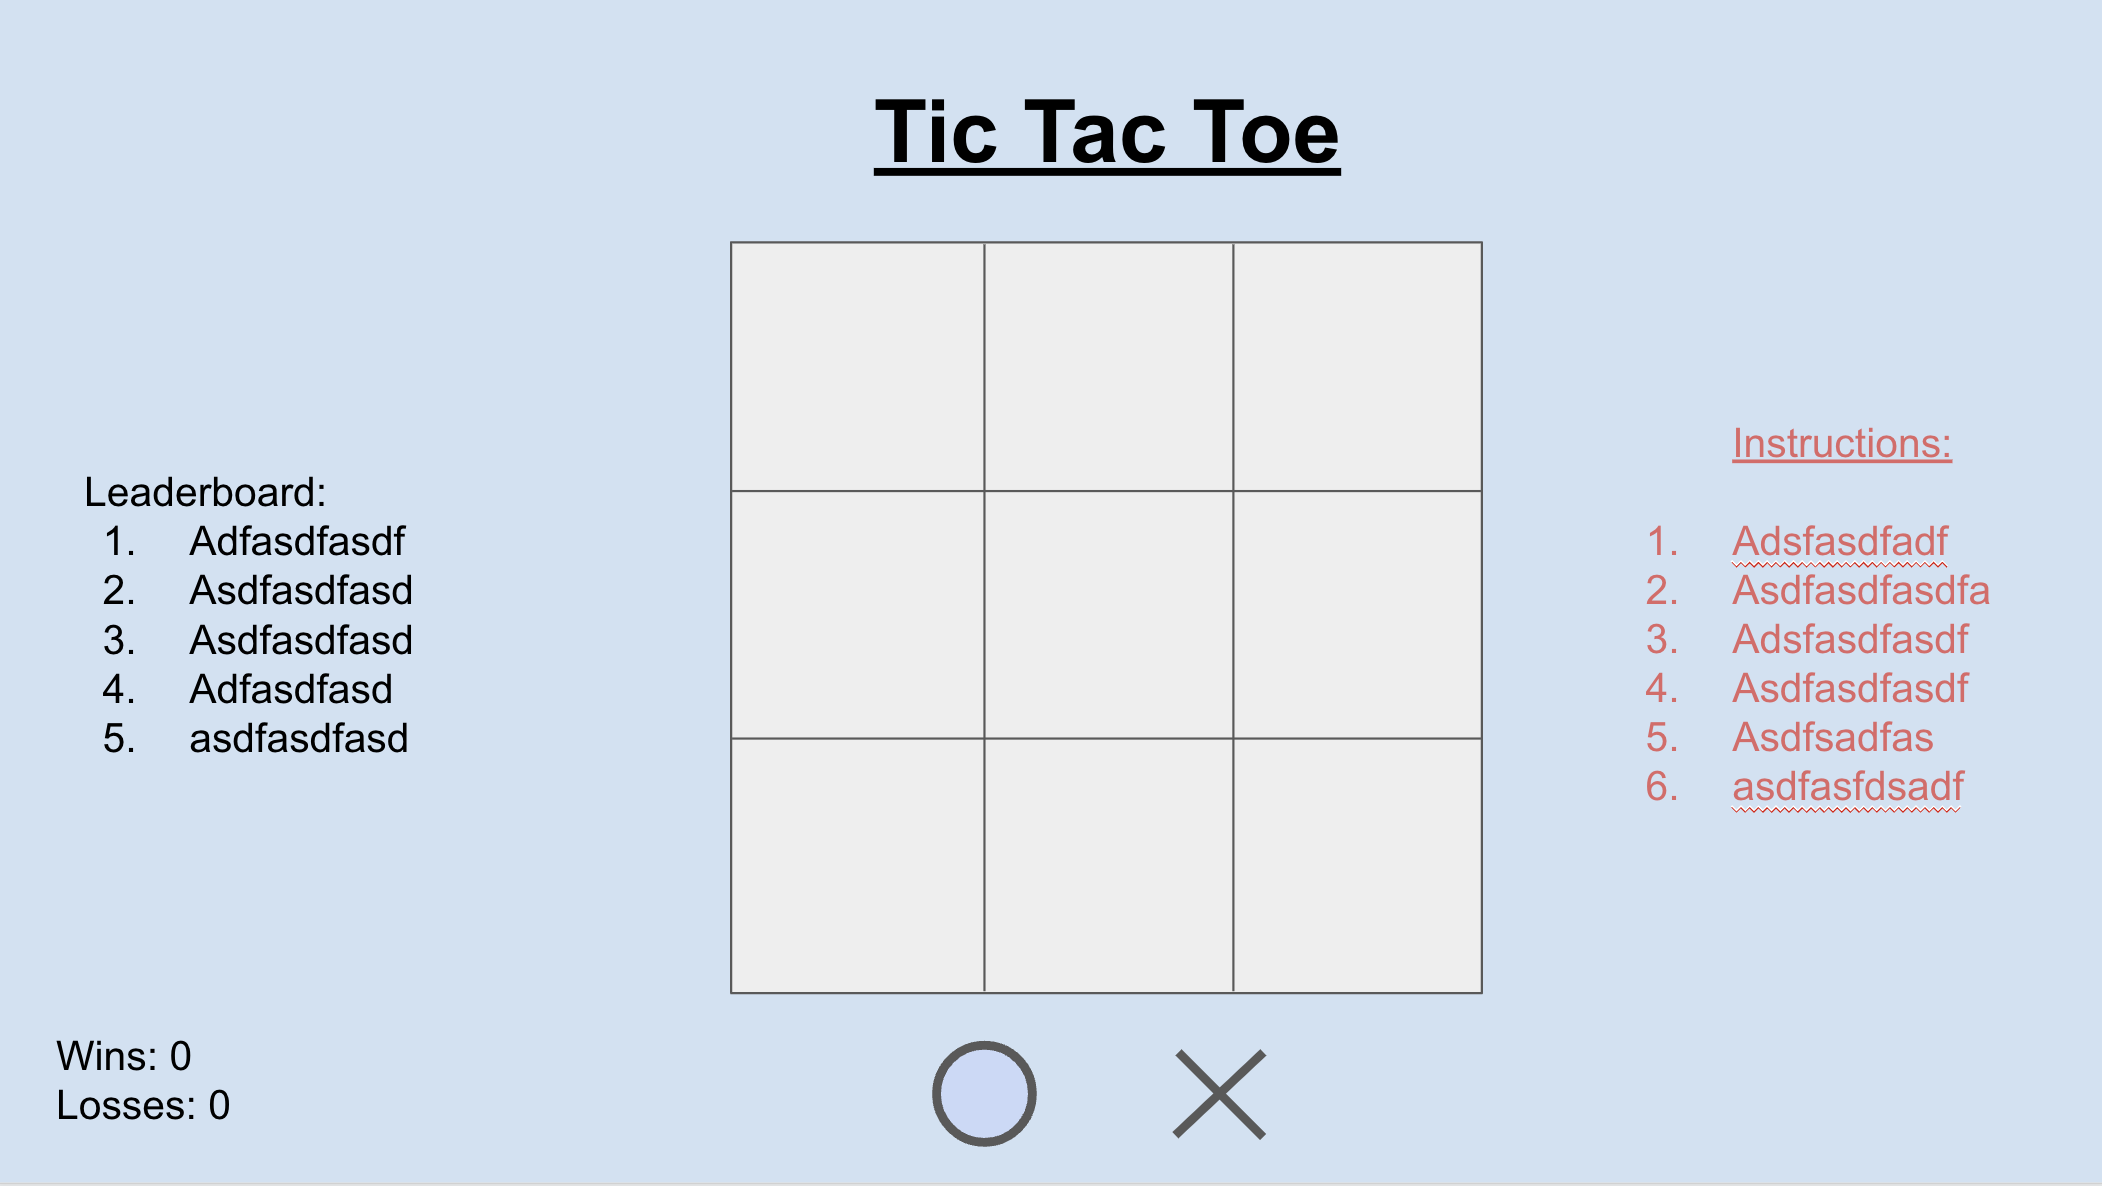 Tic Tac Toe
Leaderboard:
1. Adfasdfasdf
2. Asdfasdfasd
3. Asdfasdfasd
4. Adfasdfasd
5. asdfasdfasd
Instructions:
1. Adsfasdfadf
2. Asdfasdfasdfa
3. Adsfasdfasdf
4. Asdfasdfasdf
5. Asdfsadfas
6. asdfasfdsadf
Wins: 0
Losses: 0